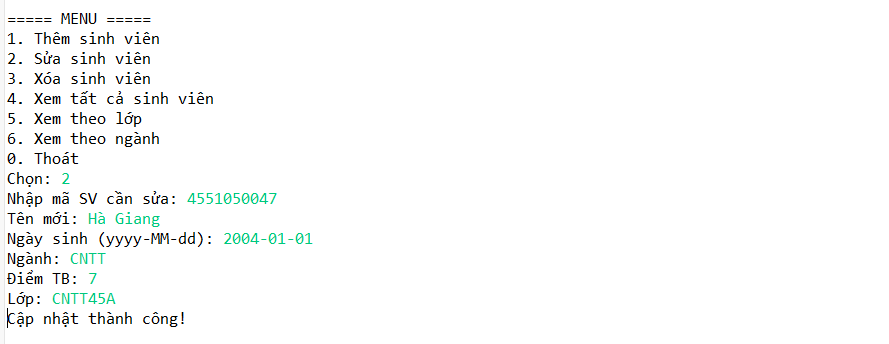 ===== MENU =====
1. Thêm sinh viên
2. Sửa sinh viên
3. Xóa sinh viên
4. Xem tất cả sinh viên
5. Xem theo lớp
6. Xem theo ngành
0. Thoát
Chọn: 2
Nhập mã SV cần sửa: 4551050047
Tên mới: Hà Giang
Ngày sinh (yyyy-MM-dd): 2004-01-01
Ngành: CNTT
Điểm TB: 7
Lớp: CNTT45A
Cập nhật thành công!